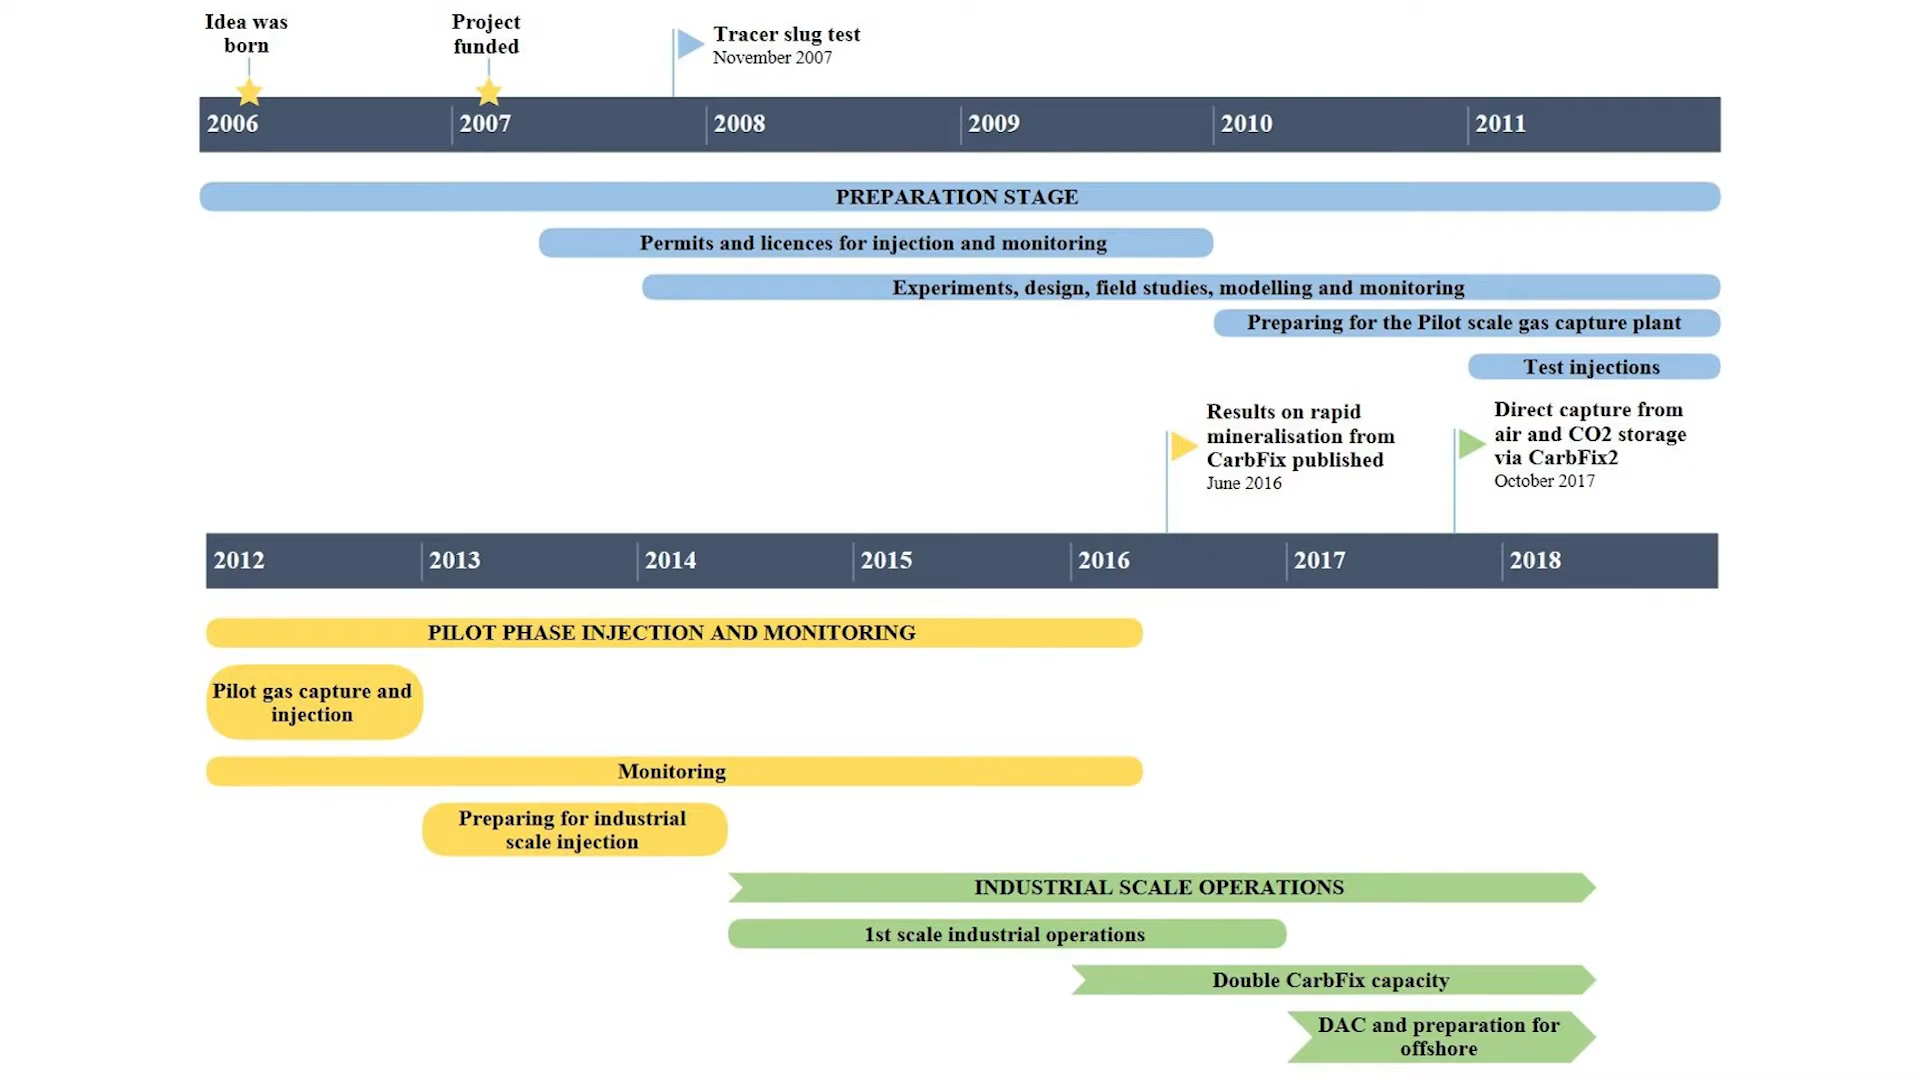 Idea was
born
Project
funded
Tracer slug test
November 2007
2006
2007
2008
2009
2010
2011
PREPARATION STAGE
Permits and licences for injection and monitoring
Experiments, design, field studies, modelling and monitoring
Preparing for the Pilot scale gas capture plant
Test injections
Results on rapid
mineralisation from
CarbFix published
June 2016
Direct capture from
air and CO2 storage
via CarbFix2
October 2017
2012
2013
2014
2015
2016
2017
2018
PILOT PHASE INJECTION AND MONITORING
Pilot gas capture and
injection
Monitoring
Preparing for industrial
scale injection
INDUSTRIAL SCALE OPERATIONS
1st scale industrial operations
Double CarbFix capacity
DAC and preparation for
offshore